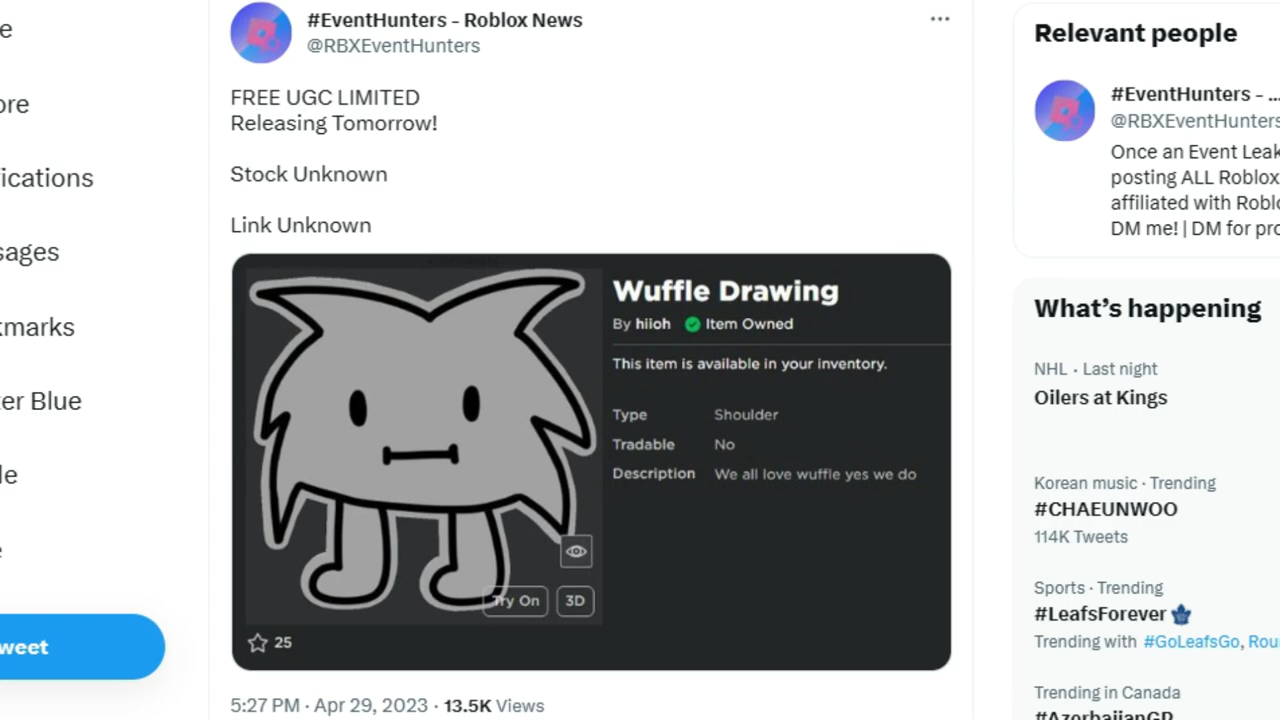 e
ore
ications
sages
kmarks
ter Blue
le
e
weet
#EventHunters - Roblox News
@RBXEventHunters
FREE UGC LIMITED
Releasing Tomorrow!
Stock Unknown
Link Unknown
Wuffle Drawing
By hiioh Item Owned
This item is available in your inventory.
Type Shoulder
Tradable No
Description We all love wuffle yes we do
Try On 3D
25
5:27 PM · Apr 29, 2023 · 13.5K Views
Relevant people
#EventHunters - ...
@RBXEventHunters
Once an Event Leak
posting ALL Roblox
affiliated with Roblo
DM me! | DM for pro
What's happening
NHL · Last night
Oilers at Kings
Korean music · Trending
#CHAEUNWOO
114K Tweets
Sports · Trending
#LeafsForever
Trending with #GoLeafsGo, Rou
Trending in Canada
#AzerbaijanGP